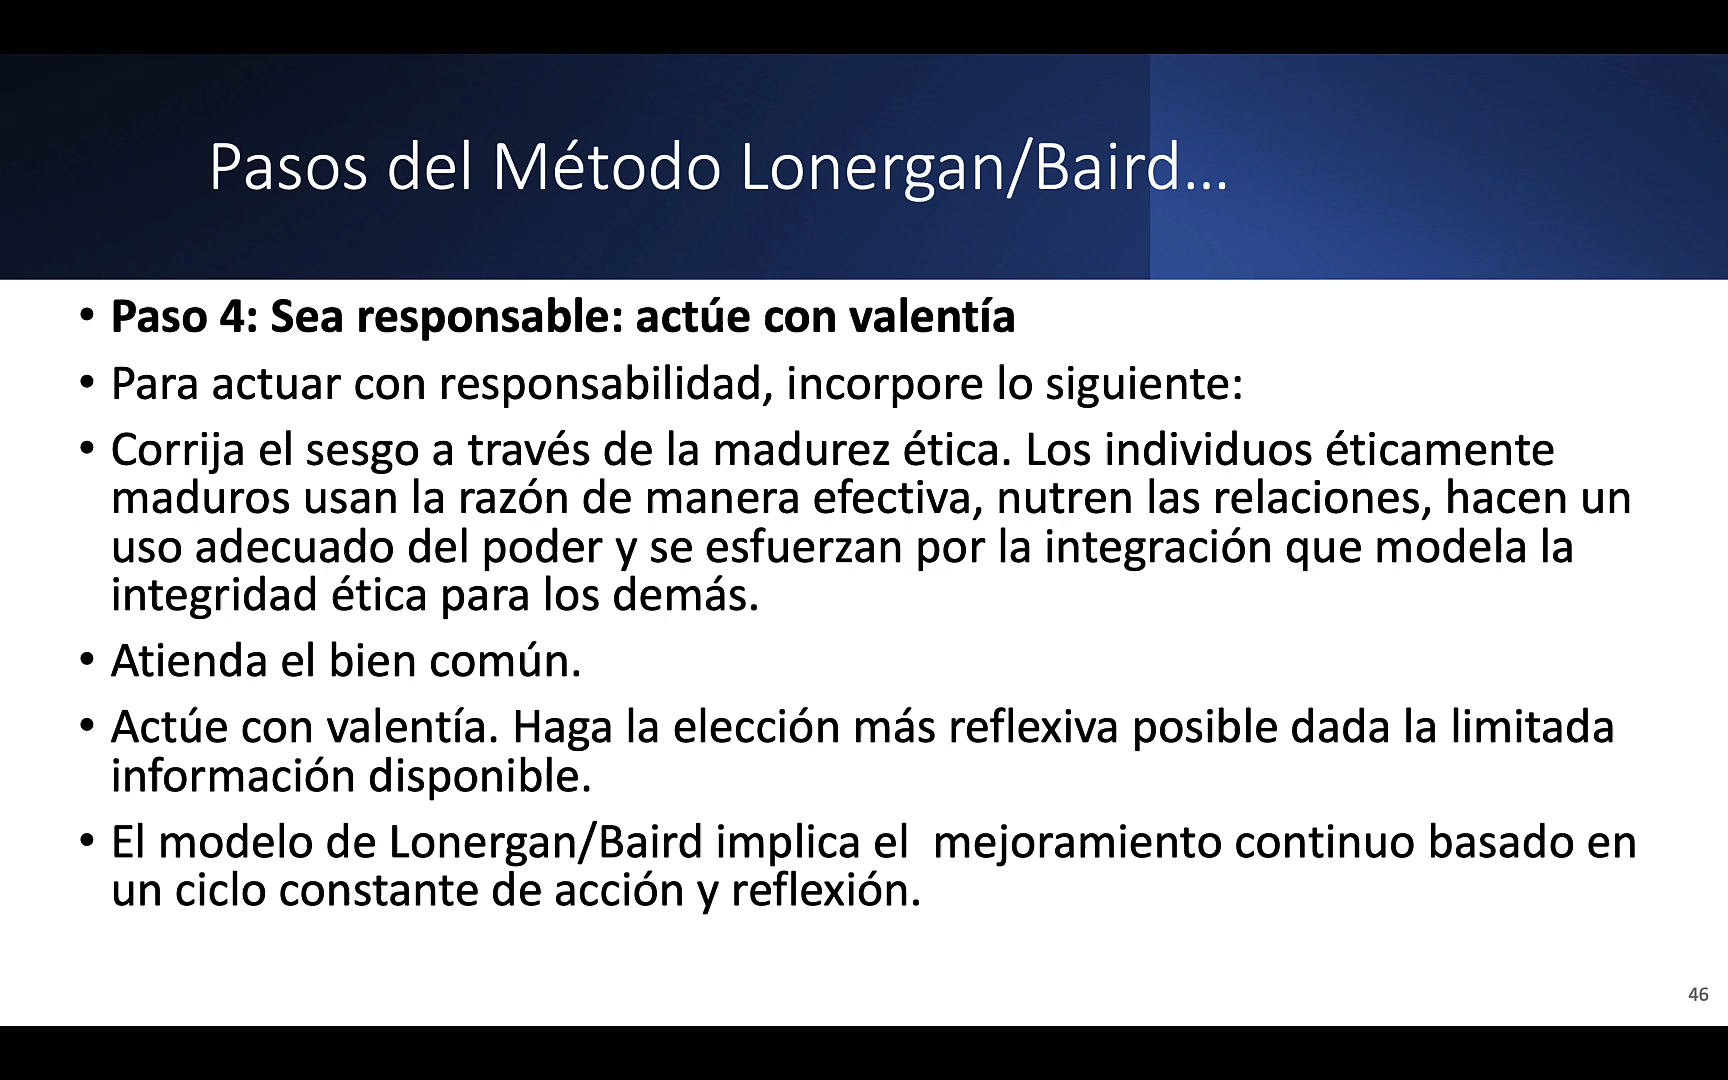 Pasos del Método Lonergan/Baird...
• Paso 4: Sea responsable: actúe con valentía
• Para actuar con responsabilidad, incorpore lo siguiente:
• Corrija el sesgo a través de la madurez ética. Los individuos éticamente
maduros usan la razón de manera efectiva, nutren las relaciones, hacen un
uso adecuado del poder y se esfuerzan por la integración que modela la
integridad ética para los demás.
• Atienda el bien común.
• Actúe con valentía. Haga la elección más reflexiva posible dada la limitada
información disponible.
• El modelo de Lonergan/Baird implica el  mejoramiento continuo basado en
un ciclo constante de acción y reflexión.
46